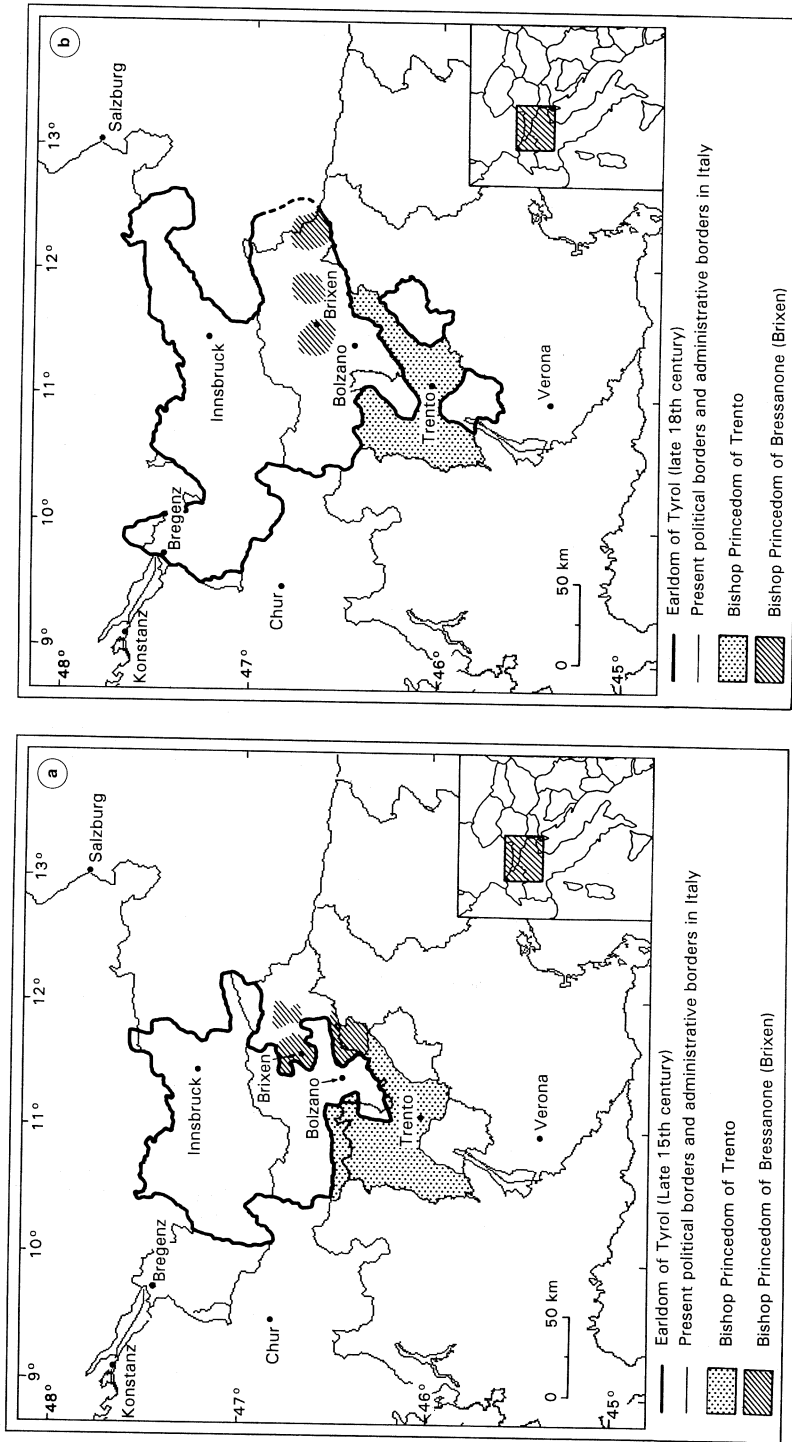 a
9°
10°
11°
12°
13°
48°
47°
46°
45°
Konstanz
Bregenz
Salzburg
Innsbruck
Chur
Brixen
Bolzano
Trento
Verona
0 50 km
Earldom of Tyrol (Late 15th century)
Present political borders and administrative borders in Italy
Bishop Princedom of Trento
Bishop Princedom of Bressanone (Brixen)
b
9°
10°
11°
12°
13°
48°
47°
46°
45°
Konstanz
Bregenz
Salzburg
Innsbruck
Chur
Brixen
Bolzano
Trento
Verona
0 50 km
Earldom of Tyrol (late 18th century)
Present political borders and administrative borders in Italy
Bishop Princedom of Trento
Bishop Princedom of Bressanone (Brixen)